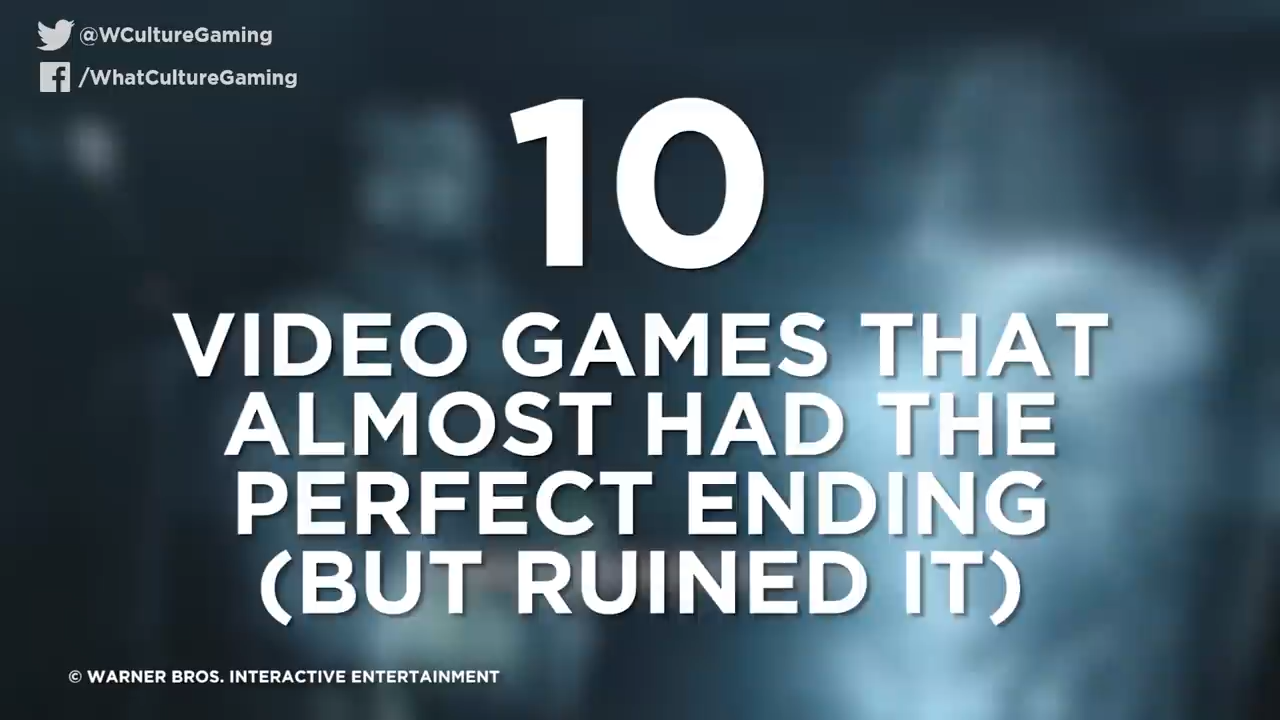 @WCultureGaming
/WhatCultureGaming
10
VIDEO GAMES THAT
ALMOST HAD THE
PERFECT ENDING
(BUT RUINED IT)
© WARNER BROS. INTERACTIVE ENTERTAINMENT